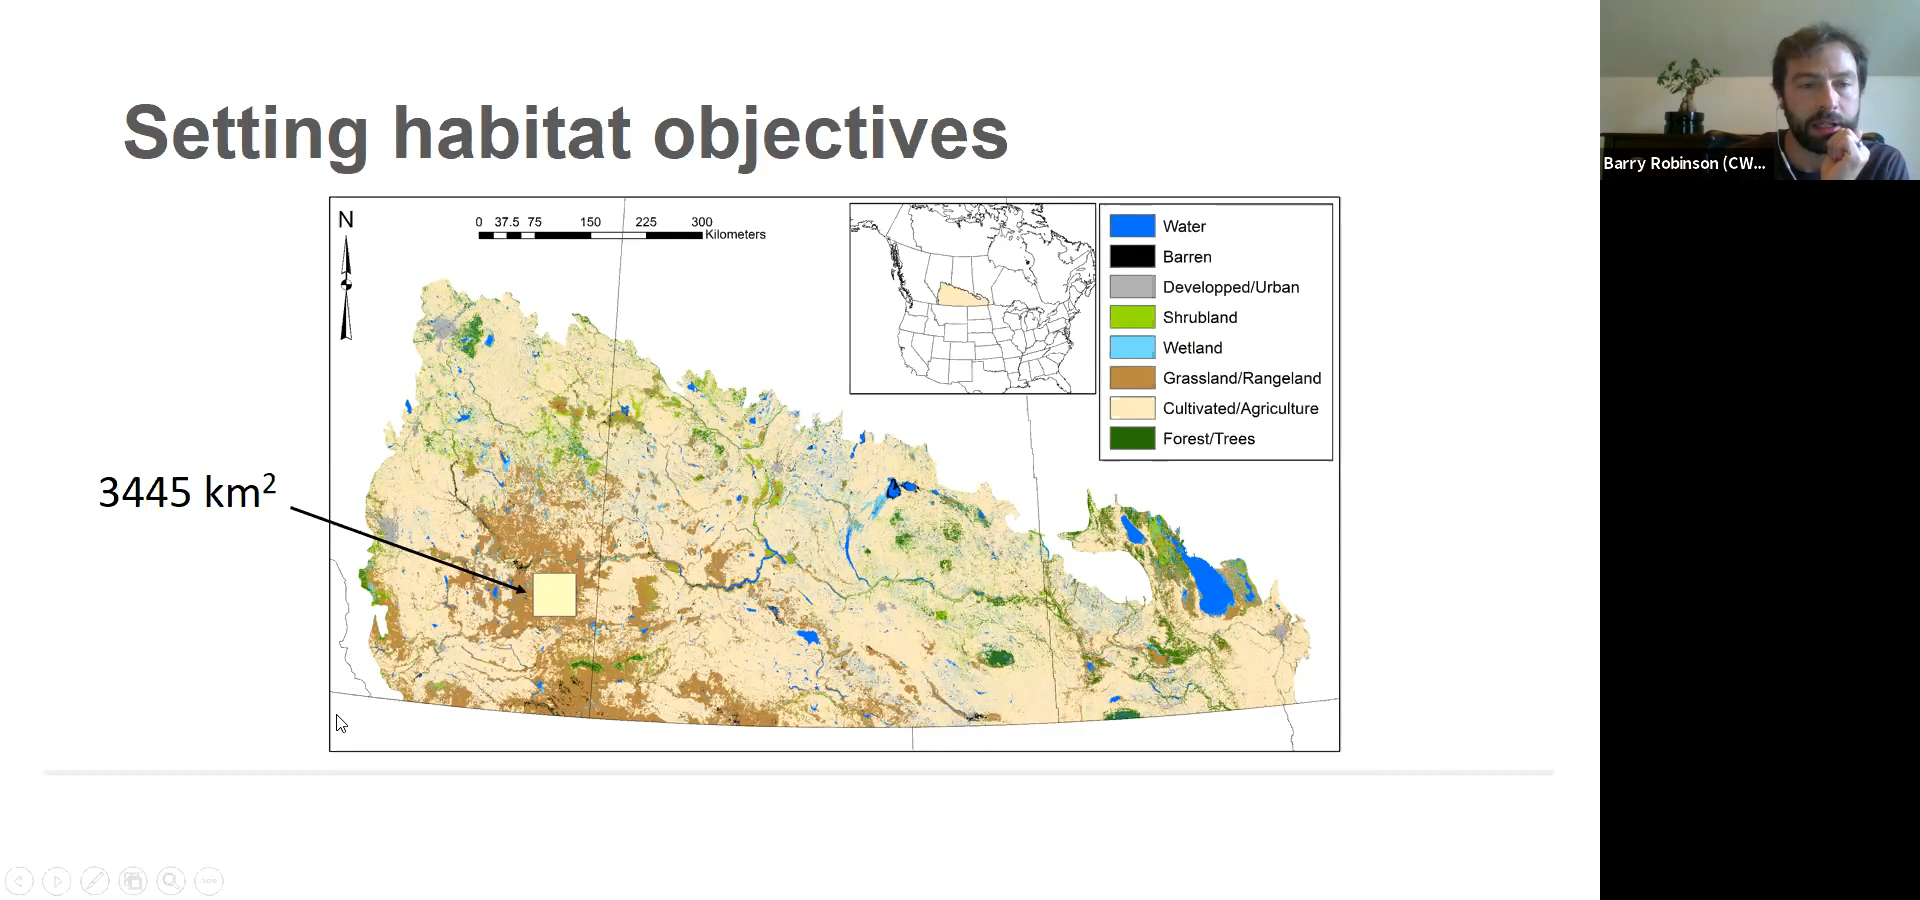 Setting habitat objectives
N
0 37.5 75 150 225 300
Kilometers
Water
Barren
Developped/Urban
Shrubland
Wetland
Grassland/Rangeland
Cultivated/Agriculture
Forest/Trees
3445 km²
Barry Robinson (CW...